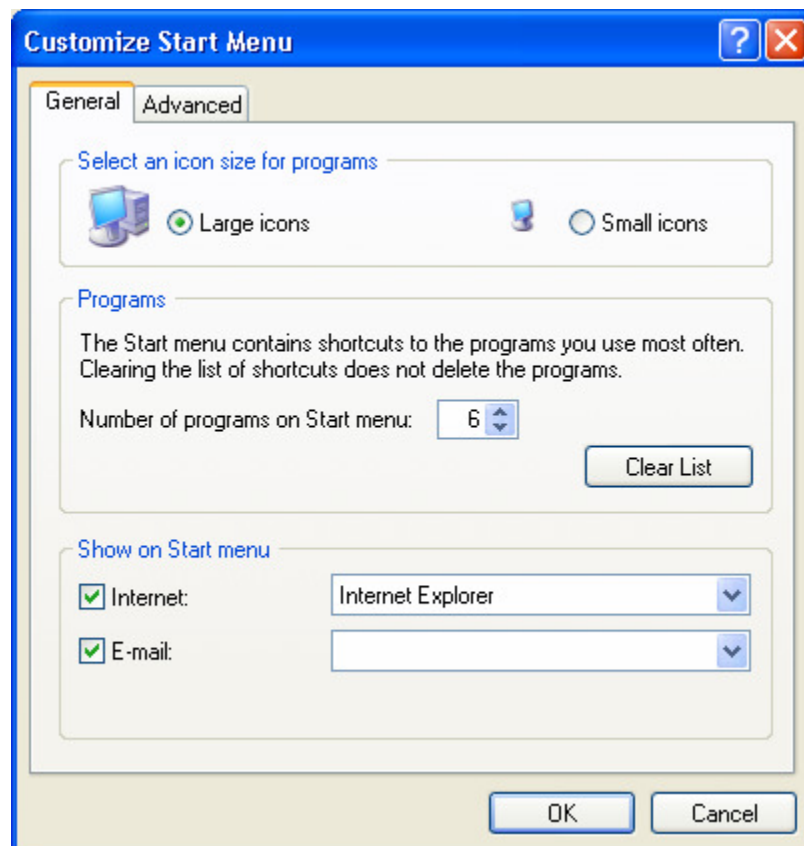 Customize Start Menu
General Advanced
Select an icon size for programs
Large icons Small icons
Programs
The Start menu contains shortcuts to the programs you use most often.
Clearing the list of shortcuts does not delete the programs.
Number of programs on Start menu: 6
Clear List
Show on Start menu
Internet: Internet Explorer
E-mail:
OK Cancel